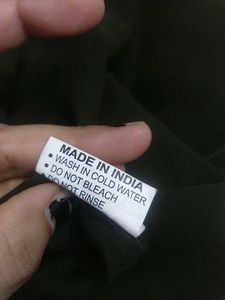 MADE IN INDIA
• WASH IN COLD WATER
• DO NOT BLEACH
• DO NOT RINSE